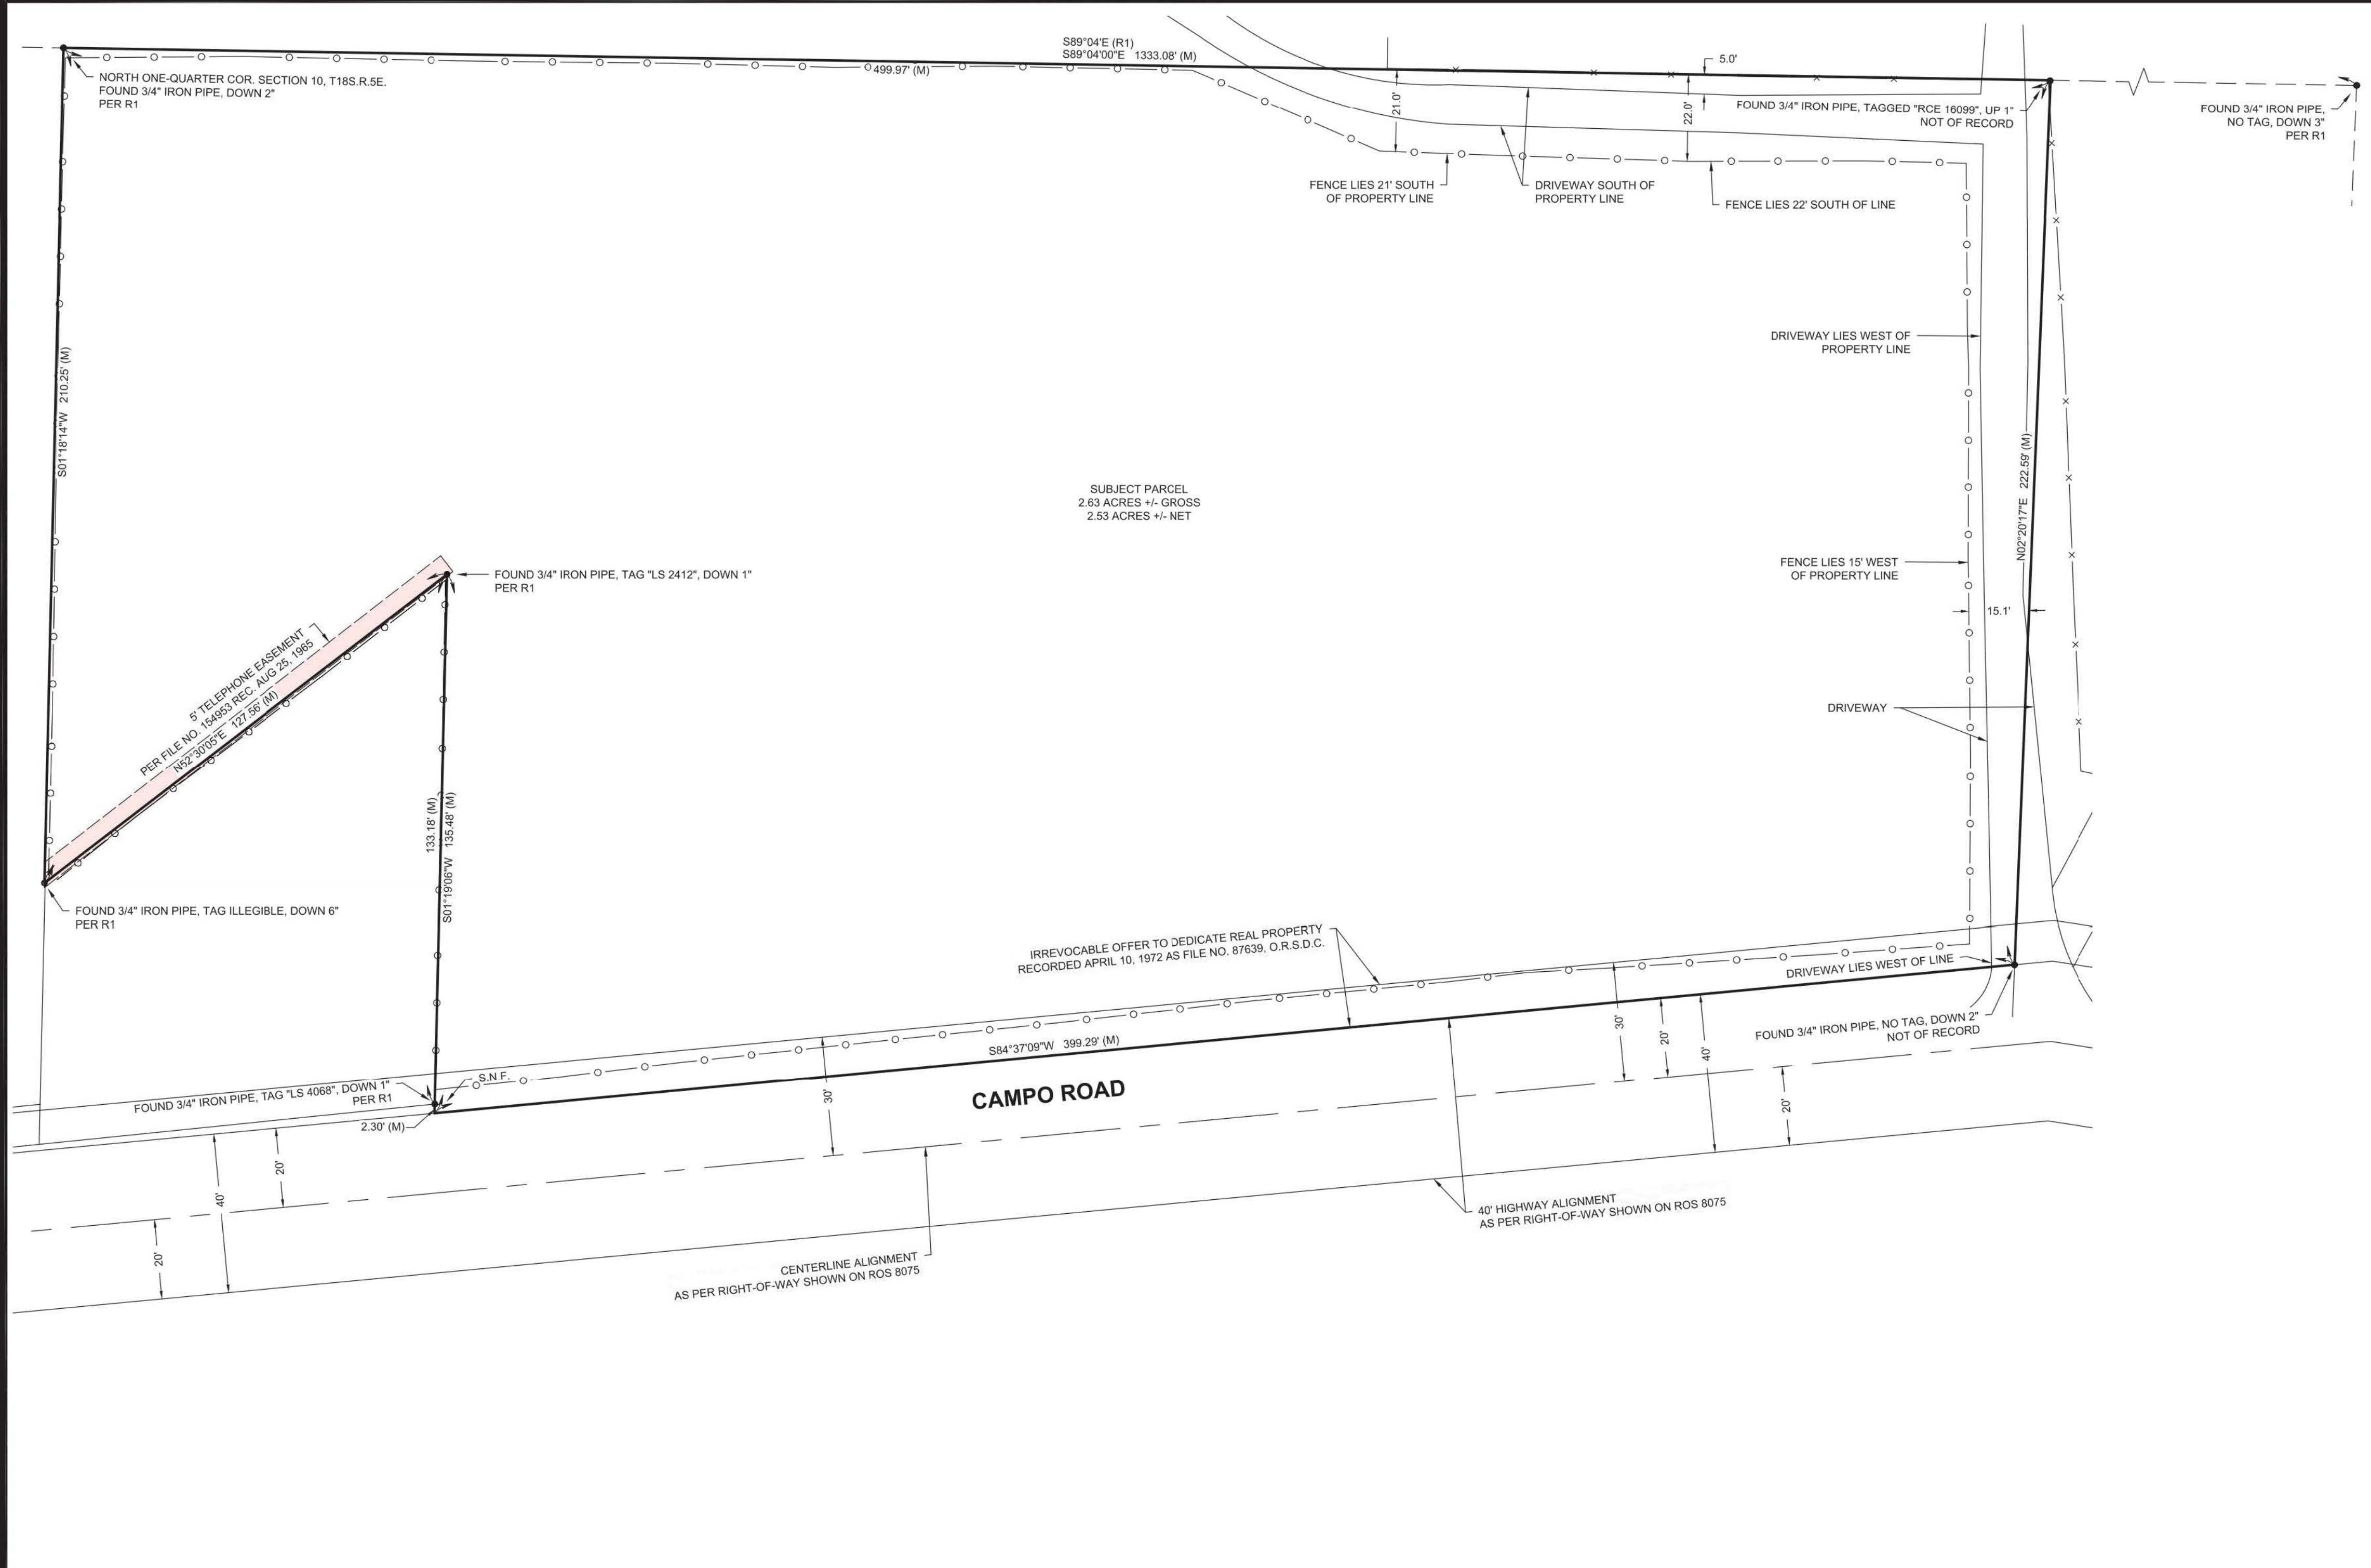 S89°04'E (R1)
S89°04'00"E 1333.08' (M)
499.97' (M)
5.0'
NORTH ONE-QUARTER COR. SECTION 10, T18S.R.5E.
FOUND 3/4" IRON PIPE, DOWN 2"
PER R1
21.0'
22.0'
FOUND 3/4" IRON PIPE, TAGGED "RCE 16099", UP 1"
NOT OF RECORD
FOUND 3/4" IRON PIPE,
NO TAG, DOWN 3"
PER R1
FENCE LIES 21' SOUTH
OF PROPERTY LINE
DRIVEWAY SOUTH OF
PROPERTY LINE
FENCE LIES 22' SOUTH OF LINE
DRIVEWAY LIES WEST OF
PROPERTY LINE
S01°18'14"W 210.25' (M)
N02°20'17"E 222.59' (M)
SUBJECT PARCEL
2.63 ACRES +/- GROSS
2.53 ACRES +/- NET
FOUND 3/4" IRON PIPE, TAG "LS 2412", DOWN 1"
PER R1
FENCE LIES 15' WEST
OF PROPERTY LINE
15.1'
5' TELEPHONE EASEMENT
PER FILE NO. 154953 REC. AUG 25, 1965
N52°30'05"E 127.56' (M)
DRIVEWAY
133.18' (M)
S01°19'06"W 135.48' (M)
FOUND 3/4" IRON PIPE, TAG ILLEGIBLE, DOWN 6"
PER R1
IRREVOCABLE OFFER TO DEDICATE REAL PROPERTY
RECORDED APRIL 10, 1972 AS FILE NO. 87639, O.R.S.D.C.
DRIVEWAY LIES WEST OF LINE
FOUND 3/4" IRON PIPE, NO TAG, DOWN 2"
NOT OF RECORD
S84°37'09"W 399.29' (M)
30'
20'
40'
S.N.F.
FOUND 3/4" IRON PIPE, TAG "LS 4068", DOWN 1"
PER R1
2.30' (M)
30'
CAMPO ROAD
20'
20'
40'
20'
40' HIGHWAY ALIGNMENT
AS PER RIGHT-OF-WAY SHOWN ON ROS 8075
CENTERLINE ALIGNMENT
AS PER RIGHT-OF-WAY SHOWN ON ROS 8075